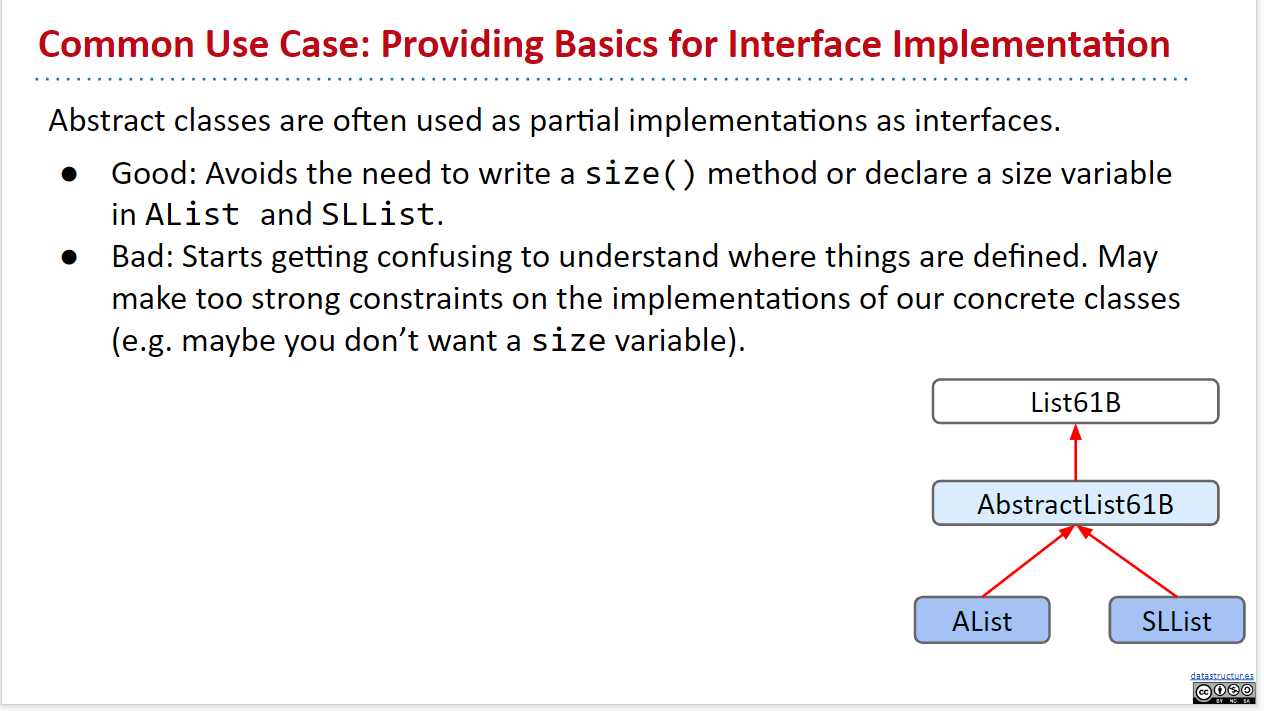 Common Use Case: Providing Basics for Interface Implementation
Abstract classes are often used as partial implementations as interfaces.
● Good: Avoids the need to write a size() method or declare a size variable
in AList and SLList.
● Bad: Starts getting confusing to understand where things are defined. May
make too strong constraints on the implementations of our concrete classes
(e.g. maybe you don’t want a size variable).
List61B
AbstractList61B
AList SLList
datastructur.es
cc
BY NC SA